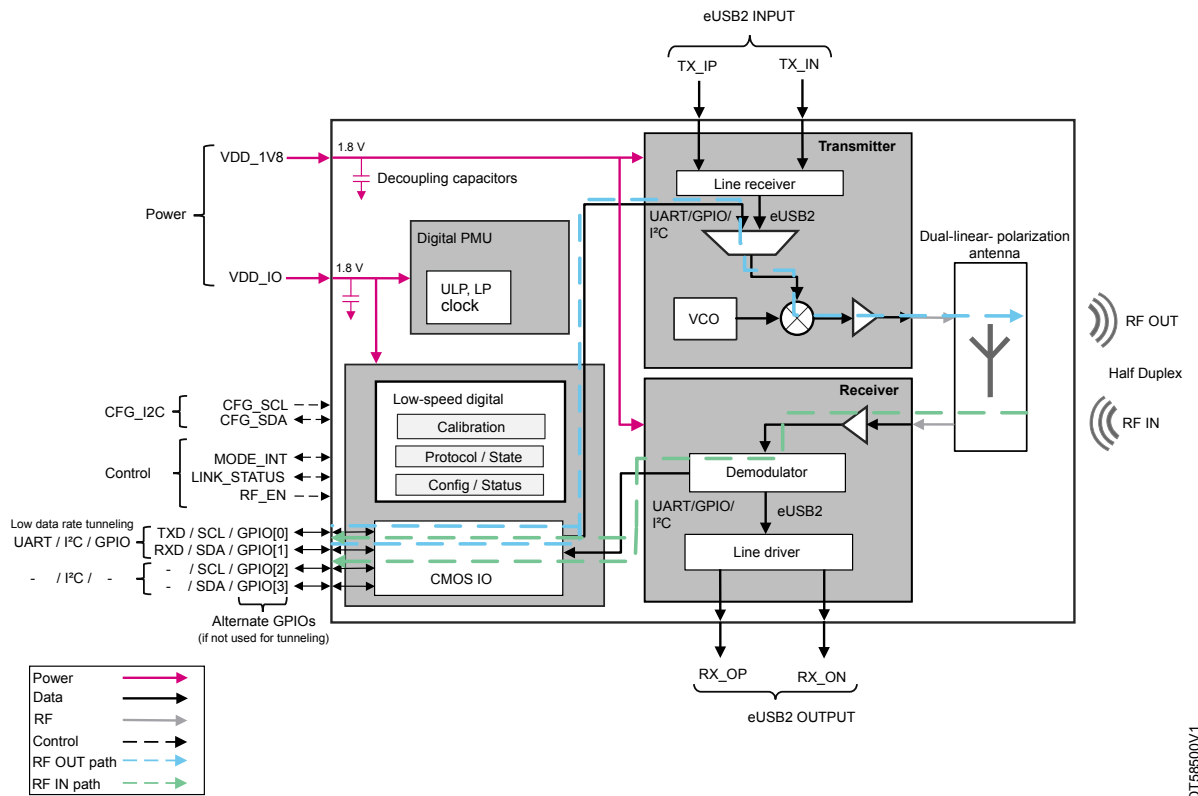 eUSB2 INPUT
TX_IP
TX_IN
Power
VDD_1V8
1.8 V
Decoupling capacitors
VDD_IO
1.8 V
Digital PMU
ULP, LP
clock
Transmitter
Line receiver
UART/GPIO/
I²C
eUSB2
VCO
Dual-linear- polarization
antenna
RF OUT
Half Duplex
RF IN
Receiver
Demodulator
UART/GPIO/
I²C
eUSB2
Line driver
CFG_I2C
CFG_SCL
CFG_SDA
Control
MODE_INT
LINK_STATUS
RF_EN
Low-speed digital
Calibration
Protocol / State
Config / Status
CMOS IO
Low data rate tunneling
UART / I²C / GPIO
TXD / SCL / GPIO[0]
RXD / SDA / GPIO[1]
- / I²C / -
- / SCL / GPIO[2]
- / SDA / GPIO[3]
Alternate GPIOs
(if not used for tunneling)
RX_OP
RX_ON
eUSB2 OUTPUT
Power
Data
RF
Control
RF OUT path
RF IN path
DT58500V1